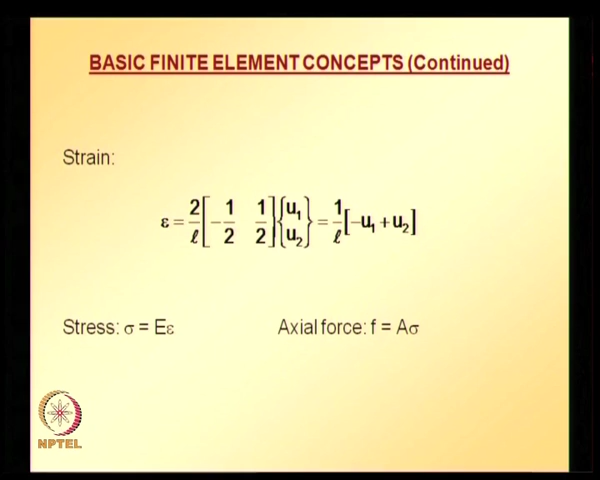 BASIC FINITE ELEMENT CONCEPTS (Continued)
Strain:
ε = 2/ℓ [-1/2 1/2] {u₁ u₂} = 1/ℓ [-u₁ + u₂]
Stress: σ = Eε Axial force: f = Aσ
NPTEL